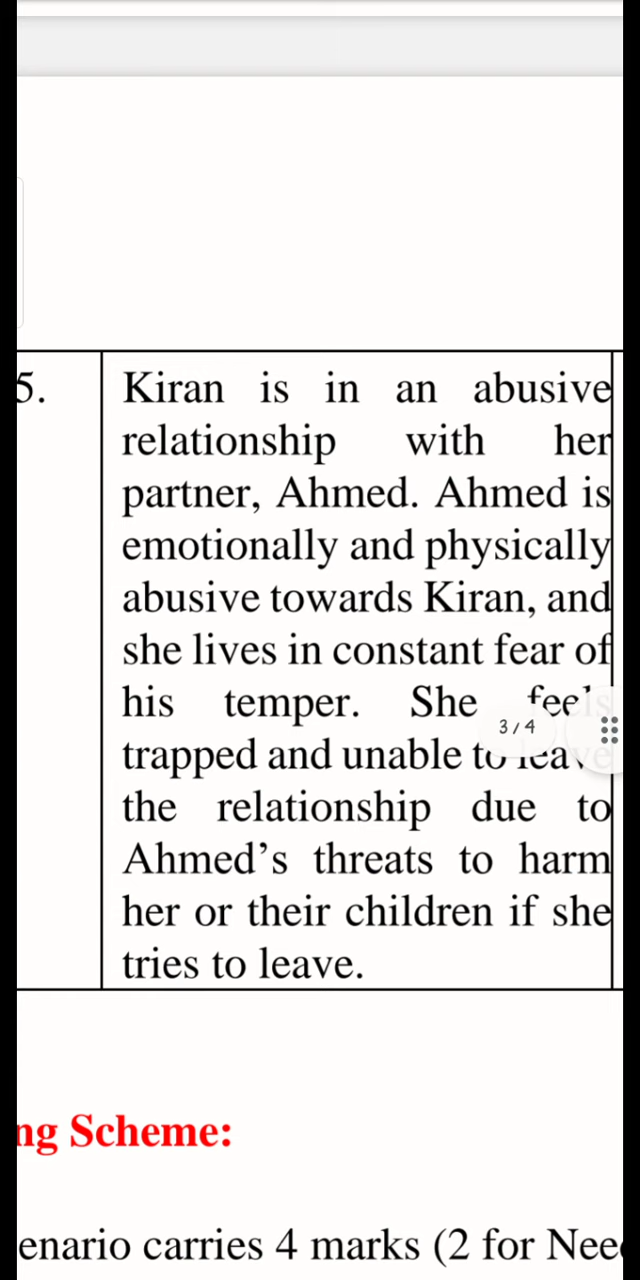 5.
Kiran is in an abusive
relationship with her
partner, Ahmed. Ahmed is
emotionally and physically
abusive towards Kiran, and
she lives in constant fear of
his temper. She feels
3/4
trapped and unable to leave
the relationship due to
Ahmed’s threats to harm
her or their children if she
tries to leave.
ng Scheme:
enario carries 4 marks (2 for Nee